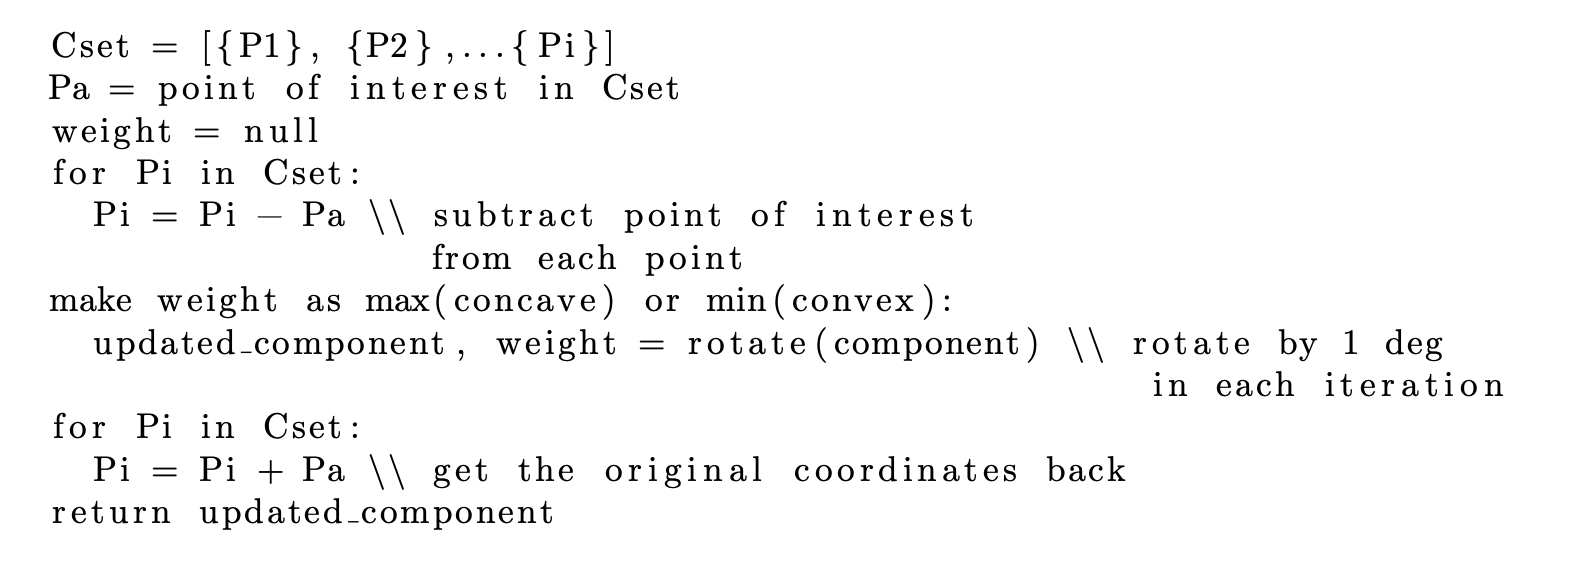 Cset = [{P1}, {P2},...{Pi}]
Pa = point of interest in Cset
weight = null
for Pi in Cset:
  Pi = Pi − Pa \\ subtract point of interest
                  from each point
make weight as max(concave) or min(convex):
  updated_component, weight = rotate(component) \\ rotate by 1 deg
                                                    in each iteration
for Pi in Cset:
  Pi = Pi + Pa \\ get the original coordinates back
return updated_component